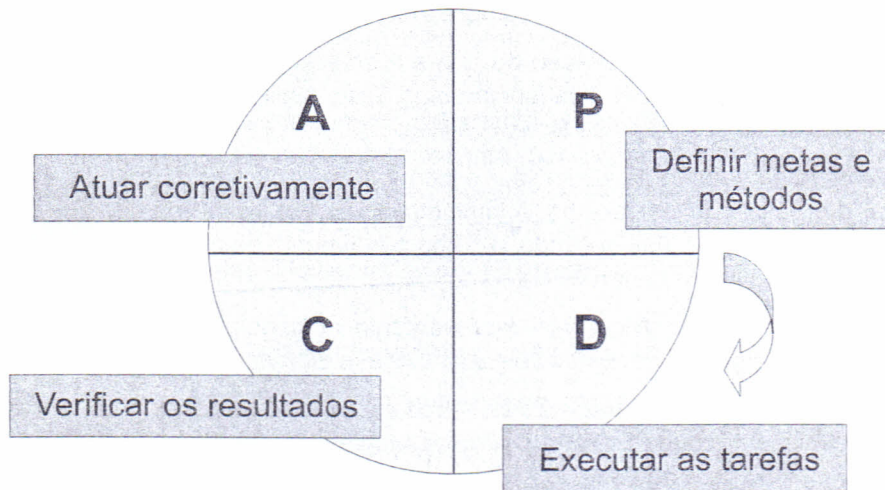 A
P
Atuar corretivamente
Definir metas e
métodos
C
D
Verificar os resultados
Executar as tarefas